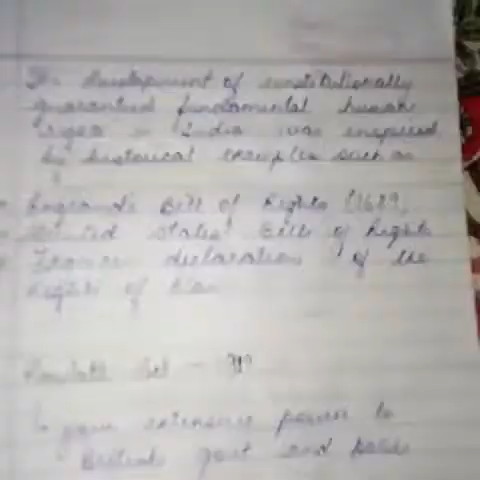 The development of constitutionally
guaranteed fundamental human
rights in India was inspired
by historical examples such as
England's Bill of Rights (1689,
United States' Bill of Rights
France declaration of the
Rights of Man
Rowlatt Act -
gave extensive power to
British govt and police